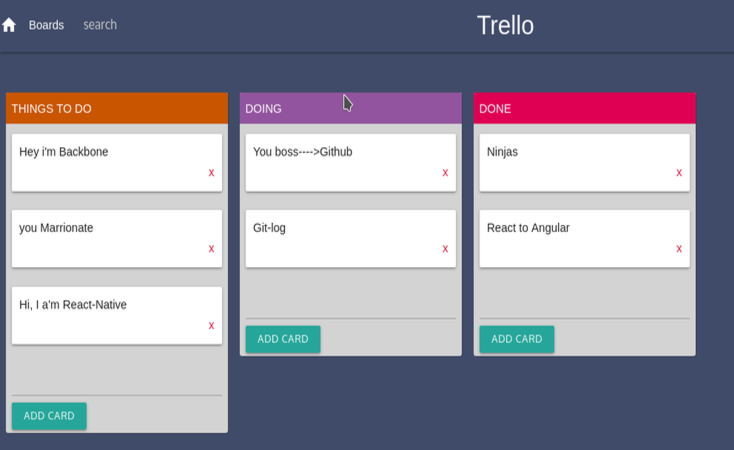 Boards search Trello
THINGS TO DO
Hey i'm Backbone
x
you Marrionate
x
Hi, I a'm React-Native
x
ADD CARD
DOING
You boss---->Github
x
Git-log
x
ADD CARD
DONE
Ninjas
x
React to Angular
x
ADD CARD